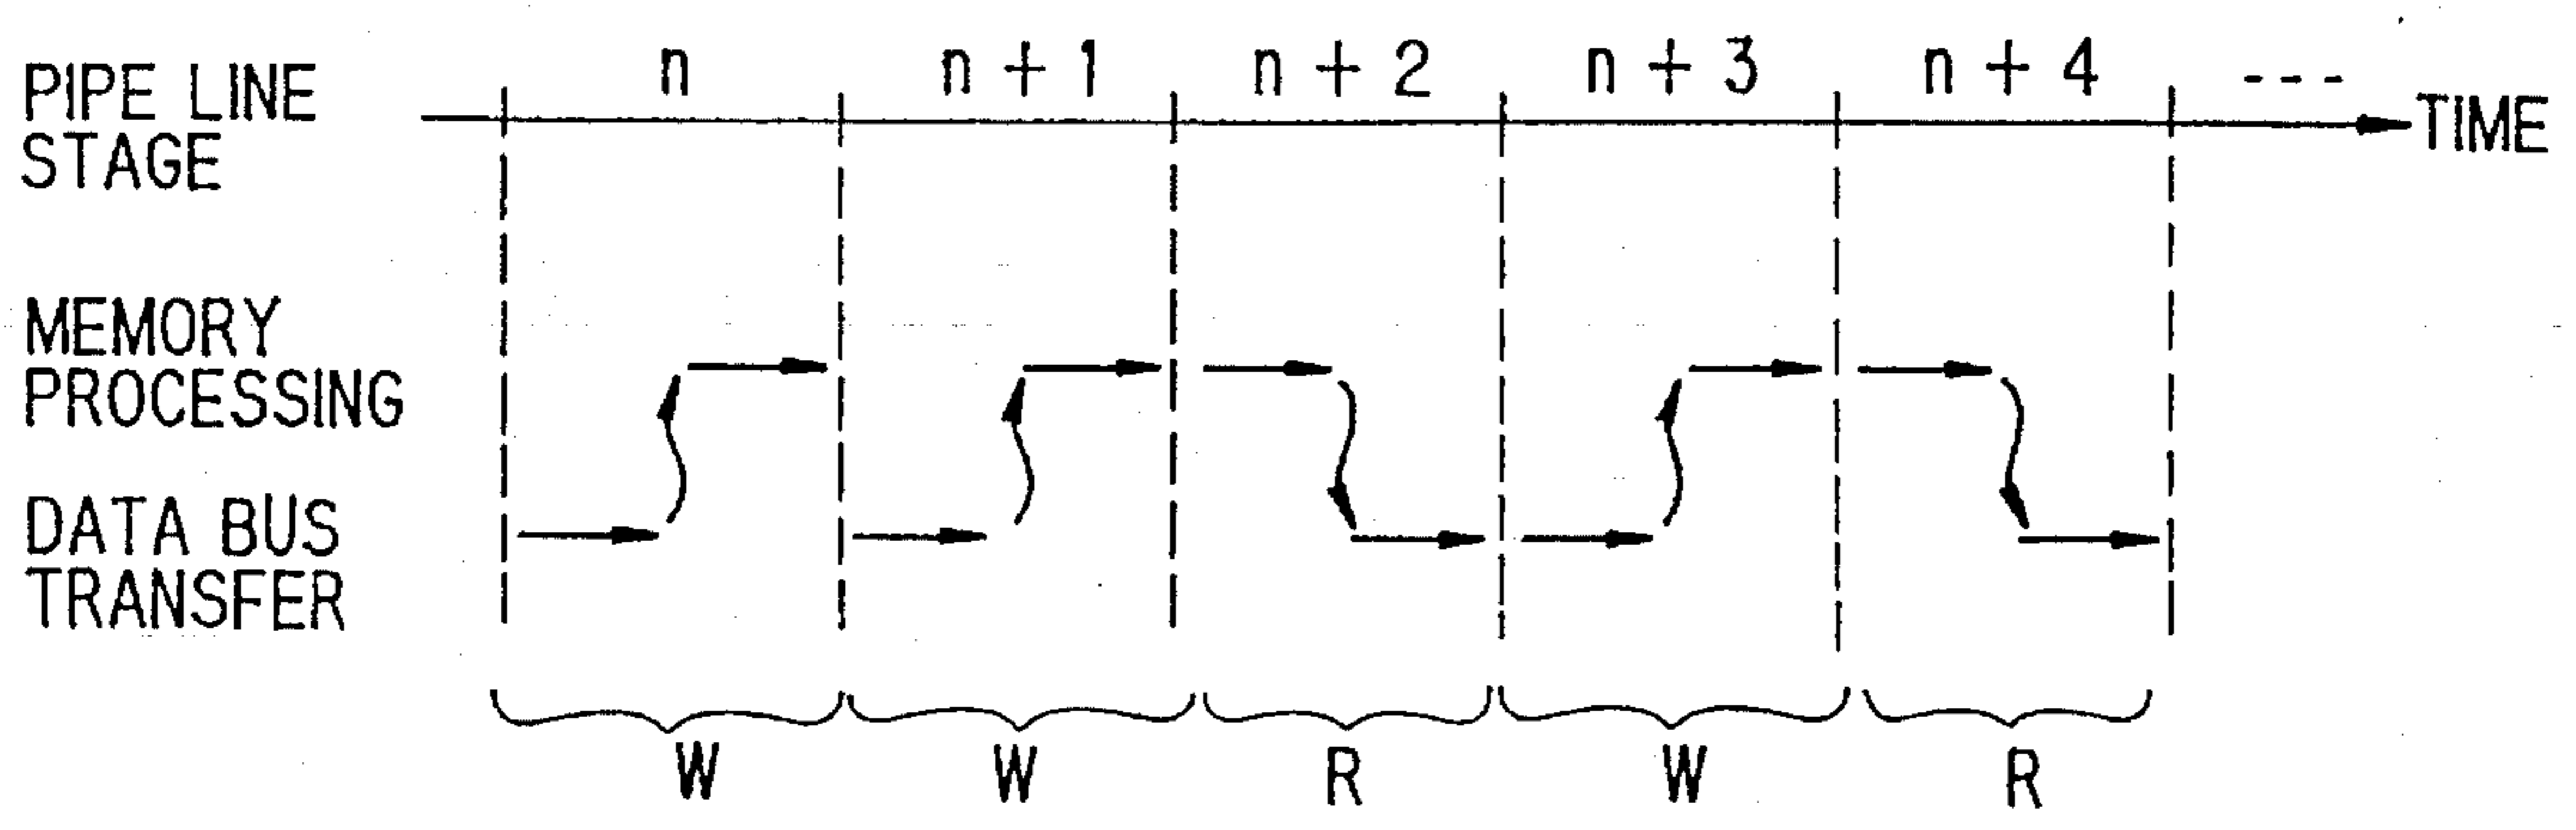 n n + 1 n + 2 n + 3 n + 4 ---
PIPE LINE
STAGE
TIME
MEMORY
PROCESSING
DATA BUS
TRANSFER
W W R W R